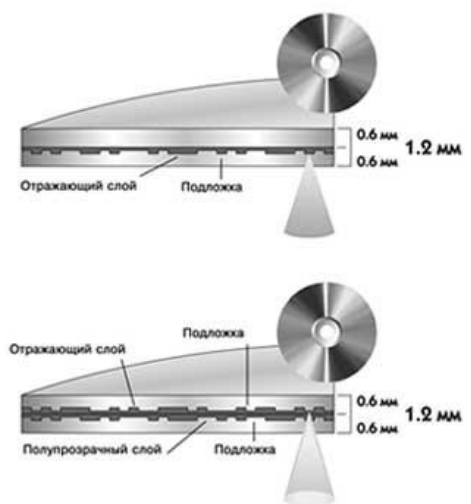 0.6 мм
1.2 мм
0.6 мм
Отражающий слой
Подложка
Подложка
Отражающий слой
0.6 мм
1.2 мм
0.6 мм
Полупрозрачный слой
Подложка